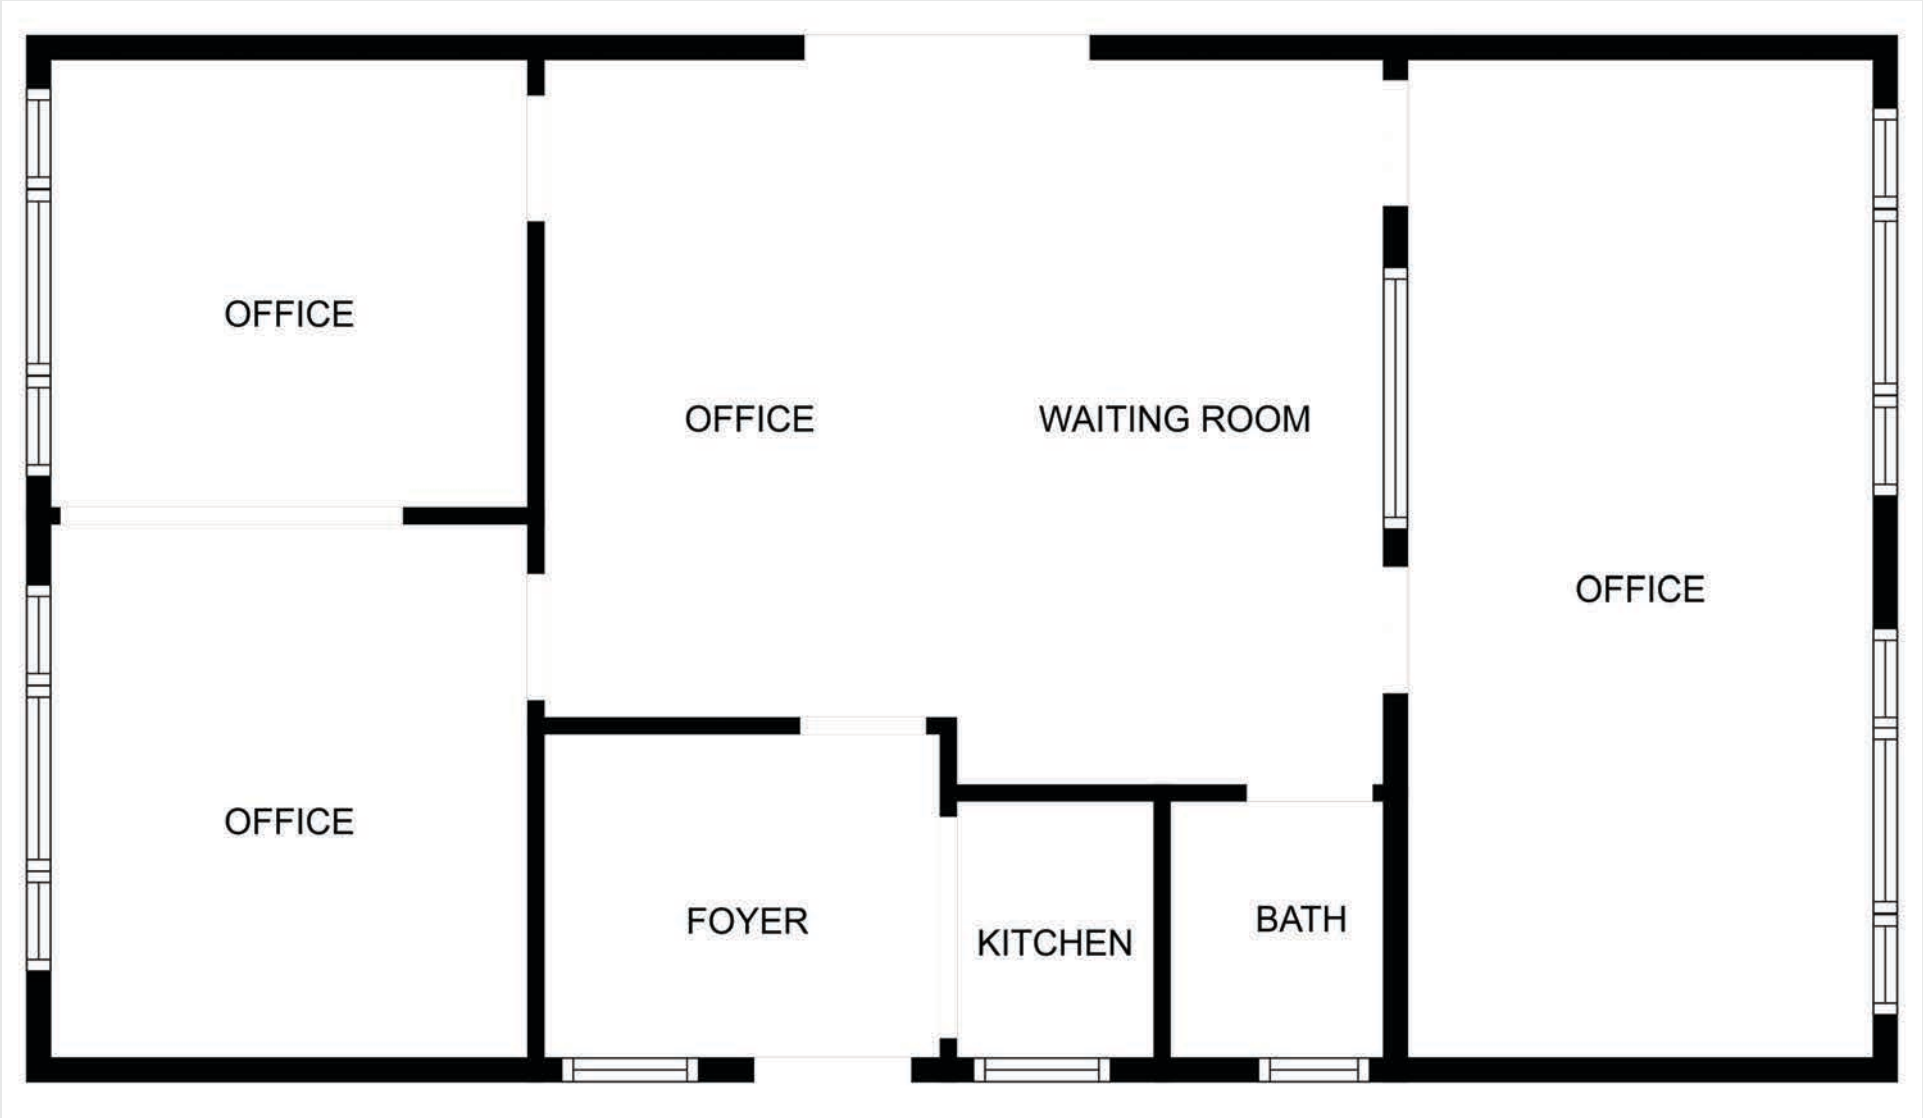 OFFICE
OFFICE
WAITING ROOM
OFFICE
OFFICE
FOYER
KITCHEN
BATH